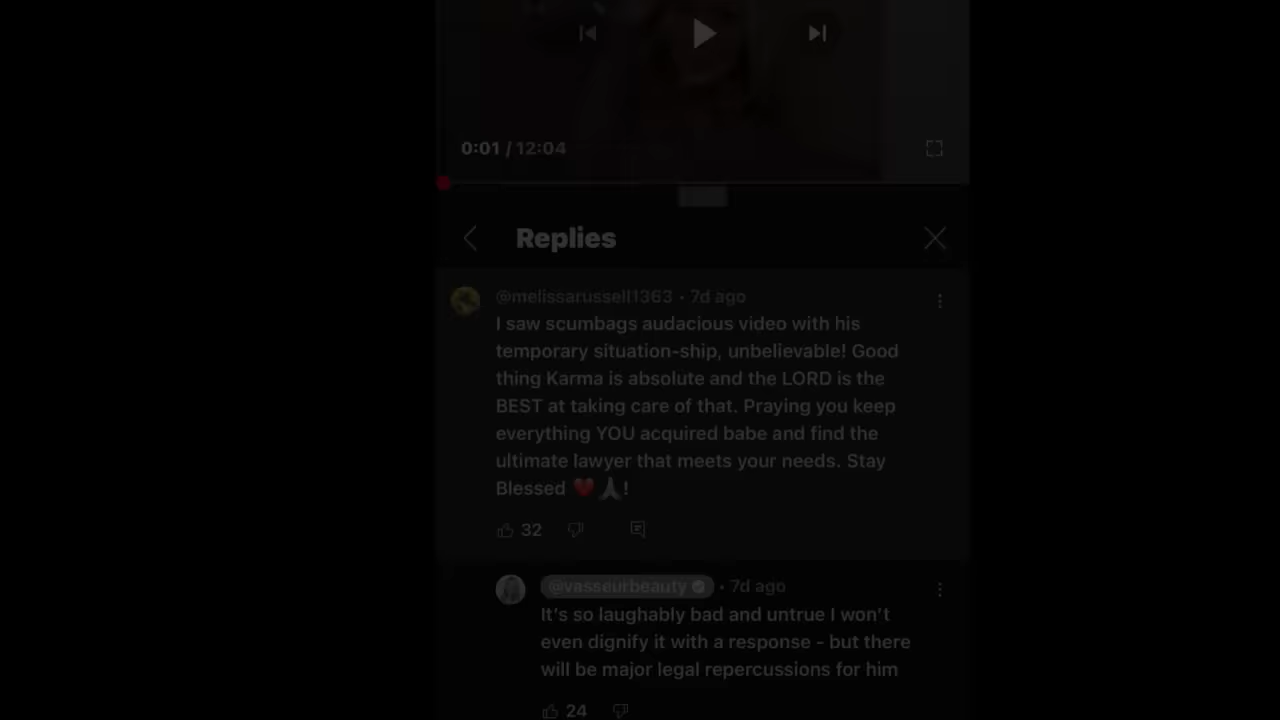 0:01 / 12:04
Replies
@melissarussell1363 • 7d ago
I saw scumbags audacious video with his
temporary situation-ship, unbelievable! Good
thing Karma is absolute and the LORD is the
BEST at taking care of that. Praying you keep
everything YOU acquired babe and find the
ultimate lawyer that meets your needs. Stay
Blessed ❤️🙏!
32
@vasseurbeauty • 7d ago
It's so laughably bad and untrue I won't
even dignify it with a response - but there
will be major legal repercussions for him
24